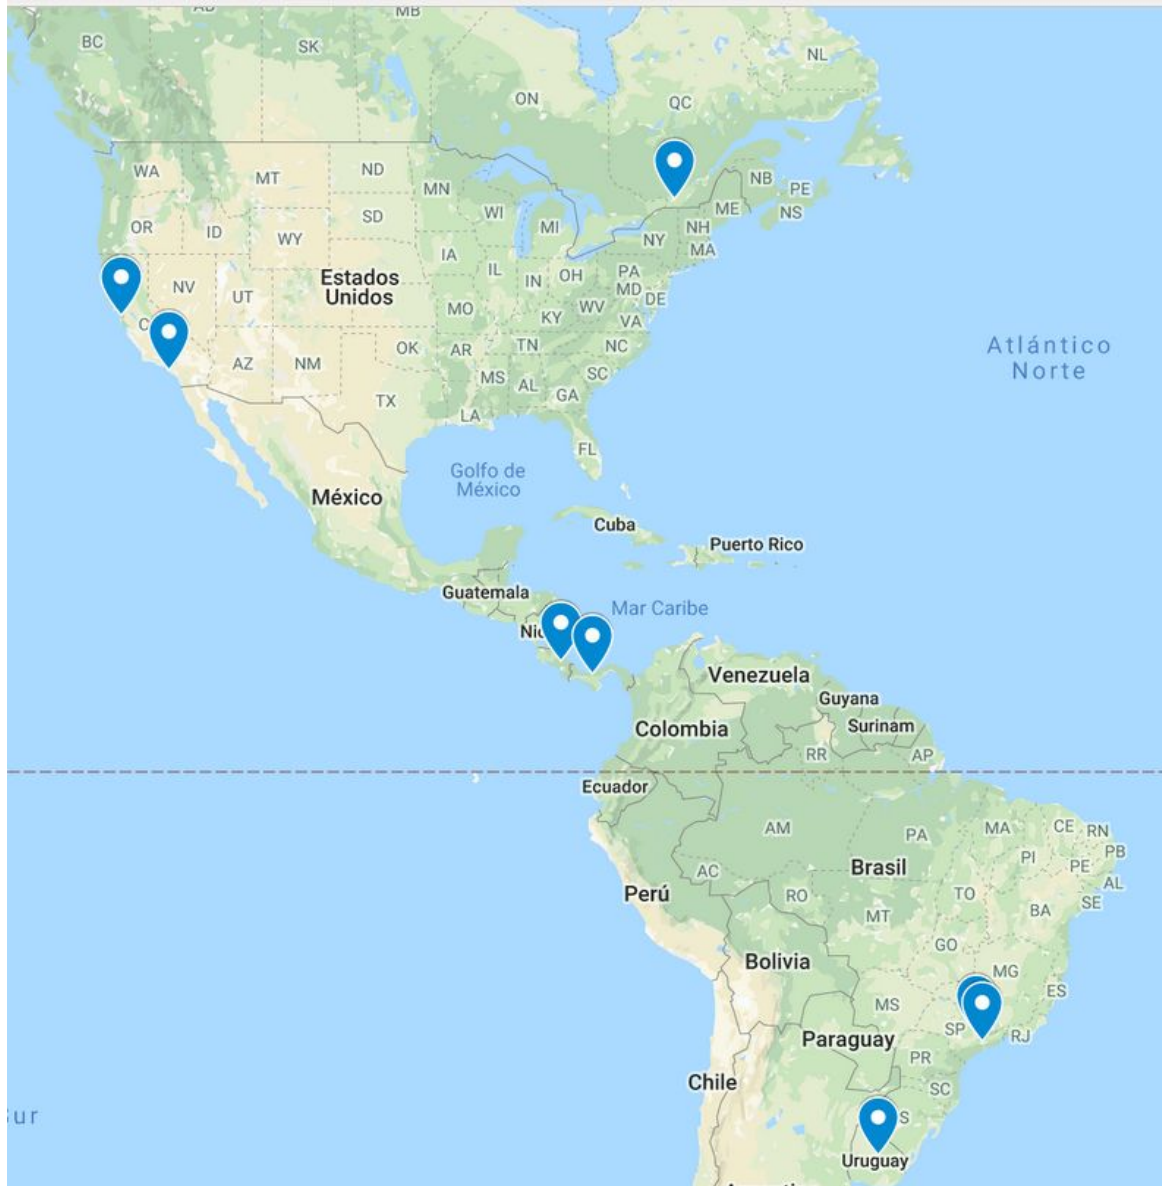 AB
MB
BC
SK
NL
ON
QC
WA
MT
ND
MN
NB
PE
NS
ME
OR
ID
SD
WI
MI
NH
MA
NY
WY
IA
IL
IN
OH
PA
MD
DE
NV
UT
Estados
Unidos
MO
KY
WV
VA
C
AZ
NM
OK
AR
TN
NC
Atlántico
Norte
MS
AL
SC
GA
TX
LA
FL
Golfo de
México
México
Cuba
Puerto Rico
Guatemala
Mar Caribe
Nic
Venezuela
Guyana
Surinam
Colombia
RR
AP
Ecuador
AM
PA
MA
CE
RN
PB
PI
PE
AL
SE
AC
Brasil
Perú
RO
TO
MT
BA
GO
Bolivia
MG
ES
MS
SP
RJ
Paraguay
PR
SC
Chile
S
Uruguay
ur